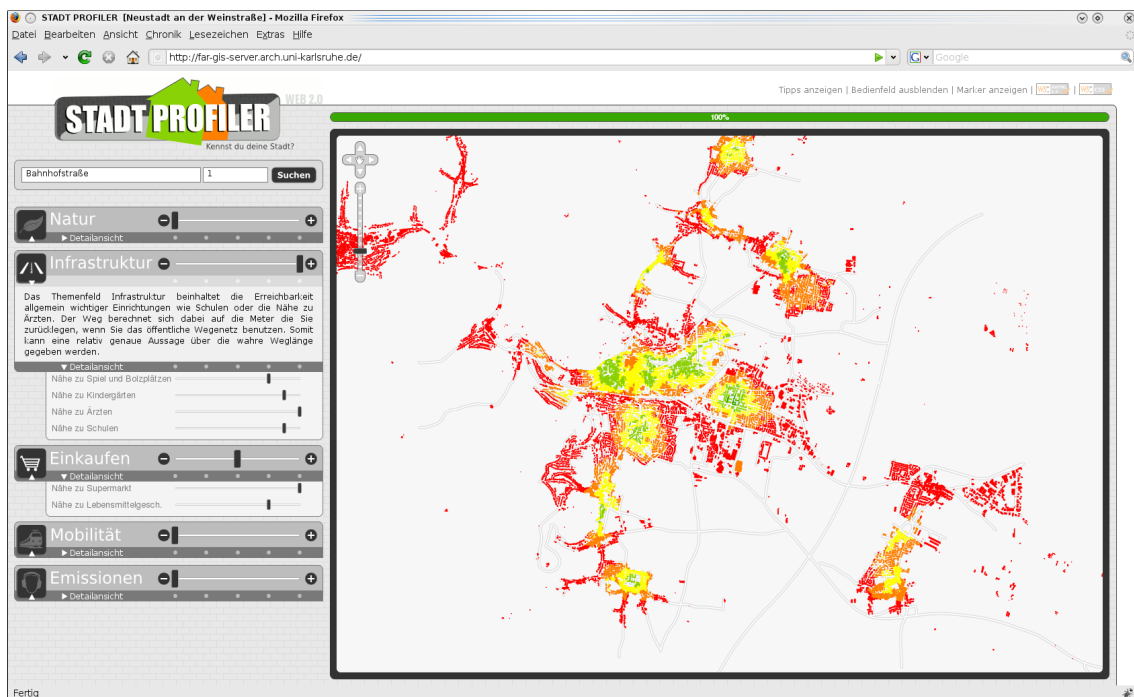 STADT PROFILER [Neustadt an der Weinstraße] - Mozilla Firefox
Datei Bearbeiten Ansicht Chronik Lesezeichen Extras Hilfe
http://far-gis-server.arch.uni-karlsruhe.de/
G Google
Tipps anzeigen | Bedienfeld ausblenden | Marker anzeigen |
WEB 2.0
STADT PROFILER
Kennst du deine Stadt?
100%
Bahnhofstraße 1 Suchen
Natur
Detailansicht
Infrastruktur
Das Themenfeld Infrastruktur beinhaltet die Erreichbarkeit
allgemein wichtiger Einrichtungen wie Schulen oder die Nähe zu
Ärzten. Der Weg berechnet sich dabei auf die Meter die Sie
zurücklegen, wenn Sie das öffentliche Wegenetz benutzen. Somit
kann eine relativ genaue Aussage über die wahre Weglänge
gegeben werden.
Detailansicht
Nähe zu Spiel und Bolzplätzen
Nähe zu Kindergärten
Nähe zu Ärzten
Nähe zu Schulen
Einkaufen
Detailansicht
Nähe zu Supermarkt
Nähe zu Lebensmittelgesch.
Mobilität
Detailansicht
Emissionen
Detailansicht
Fertig